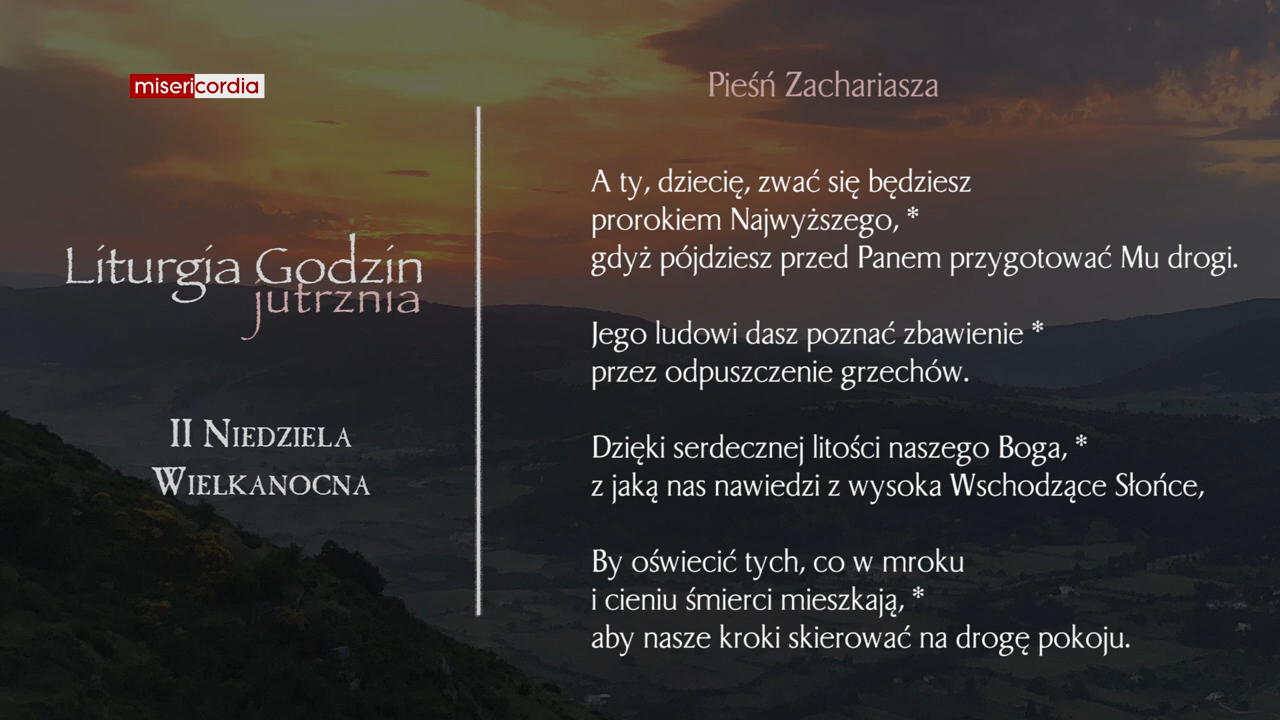 misericordia
Liturgia Godzin
jutrznia
II Niedziela
Wielkanocna
Pieśń Zachariasza
A ty, dziecię, zwać się będziesz
prorokiem Najwyższego, *
gdyż pójdziesz przed Panem przygotować Mu drogi.
Jego ludowi dasz poznać zbawienie *
przez odpuszczenie grzechów.
Dzięki serdecznej litości naszego Boga, *
z jaką nas nawiedzi z wysoka Wschodzące Słońce,
By oświecić tych, co w mroku
i cieniu śmierci mieszkają, *
aby nasze kroki skierować na drogę pokoju.